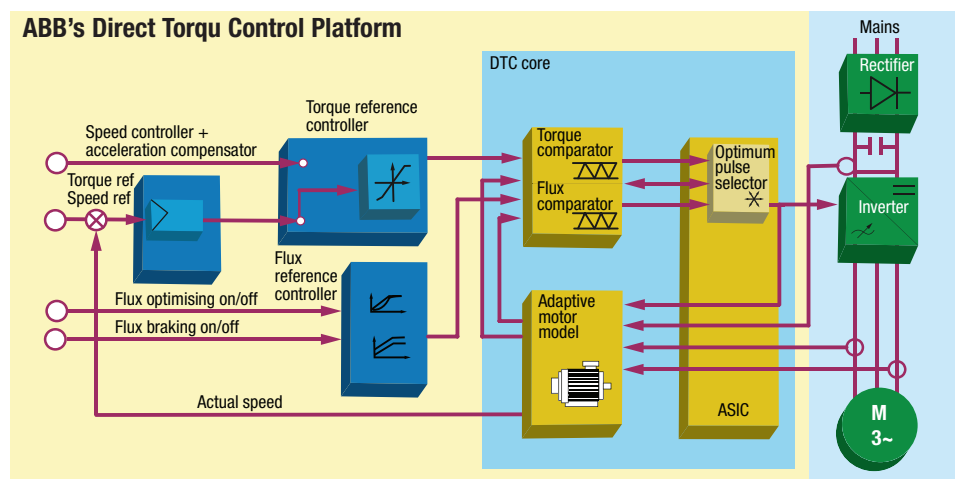 ABB's Direct Torqu Control Platform
Mains
DTC core
Rectifier
Torque reference
controller
Speed controller +
acceleration compensator
Torque
comparator
Optimum
pulse
selector
Torque ref
Speed ref
Flux
comparator
Inverter
Flux
reference
controller
Flux optimising on/off
Flux braking on/off
Adaptive
motor
model
Actual speed
ASIC
M
3~